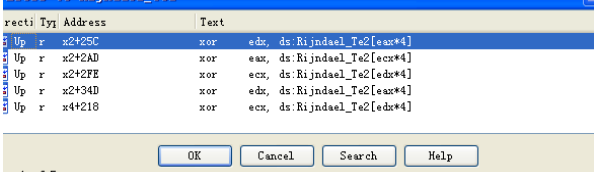 recti Typ Address Text
Up r x2+25C xor edx, ds:Rijndael_Te2[eax*4]
Up r x2+2AD xor eax, ds:Rijndael_Te2[ecx*4]
Up r x2+2FE xor ecx, ds:Rijndael_Te2[edx*4]
Up r x2+34D xor edx, ds:Rijndael_Te2[eax*4]
Up r x4+218 xor ecx, ds:Rijndael_Te2[edx*4]
OK Cancel Search Help